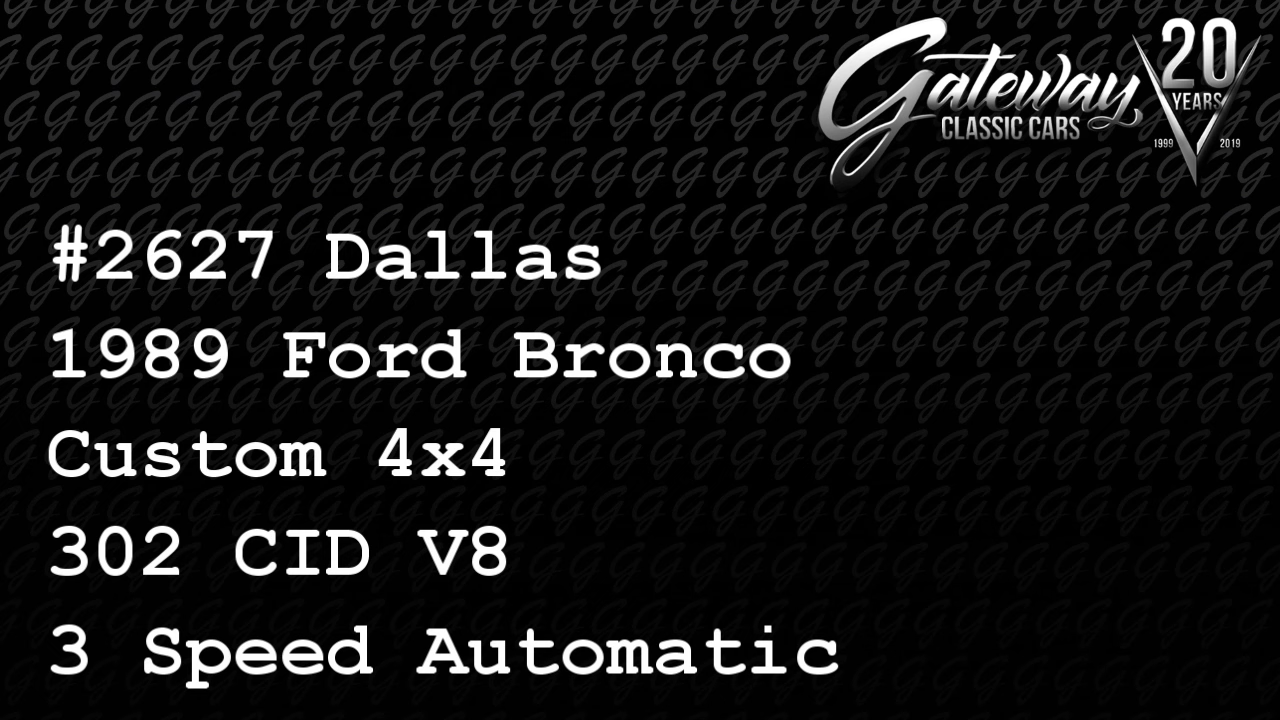 Gateway
CLASSIC CARS
20
YEARS
1999 2019
#2627 Dallas
1989 Ford Bronco
Custom 4x4
302 CID V8
3 Speed Automatic